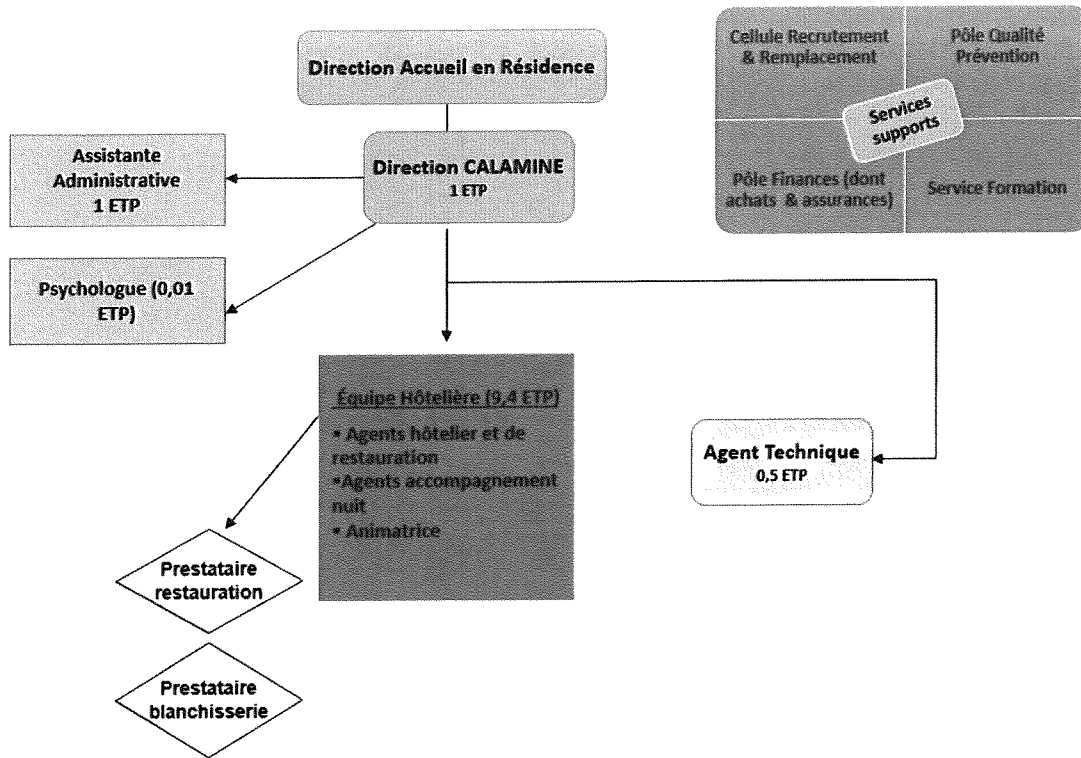 Direction Accueil en Résidence
Cellule Recrutement
& Remplacement
Pôle Qualité
Prévention
Services
supports
Pôle Finances (dont
achats & assurances)
Service Formation
Assistante
Administrative
1 ETP
Direction CALAMINE
1 ETP
Psychologue (0,01
ETP)
Équipe Hôtelière (9,4 ETP)
▪ Agents hôtelier et de
restauration
▪Agents accompagnement
nuit
▪ Animatrice
Agent Technique
0,5 ETP
Prestataire
restauration
Prestataire
blanchisserie